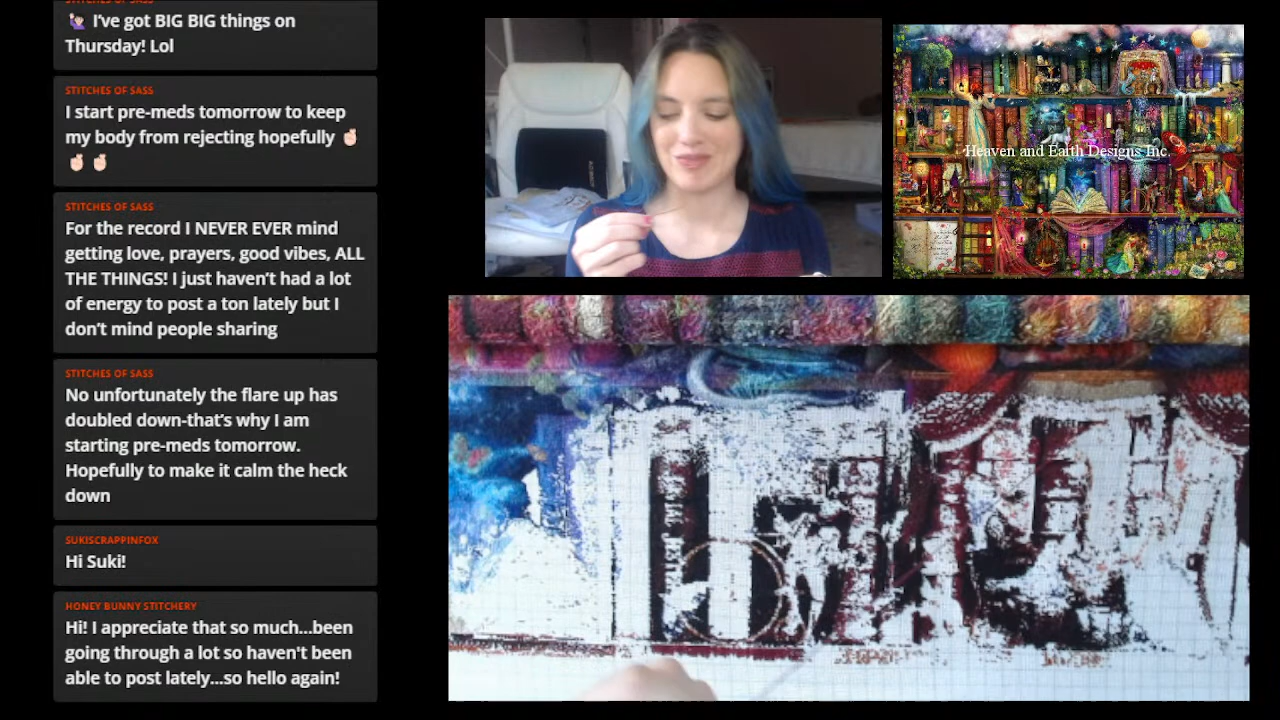 STITCHES OF SASS
I've got BIG BIG things on
Thursday! Lol
STITCHES OF SASS
I start pre-meds tomorrow to keep
my body from rejecting hopefully
STITCHES OF SASS
For the record I NEVER EVER mind
getting love, prayers, good vibes, ALL
THE THINGS! I just haven't had a lot
of energy to post a ton lately but I
don't mind people sharing
STITCHES OF SASS
No unfortunately the flare up has
doubled down-that's why I am
starting pre-meds tomorrow.
Hopefully to make it calm the heck
down
SUKISCRAPPINFOX
Hi Suki!
HONEY BUNNY STITCHERY
Hi! I appreciate that so much...been
going through a lot so haven't been
able to post lately...so hello again!
Heaven and Earth Designs Inc.